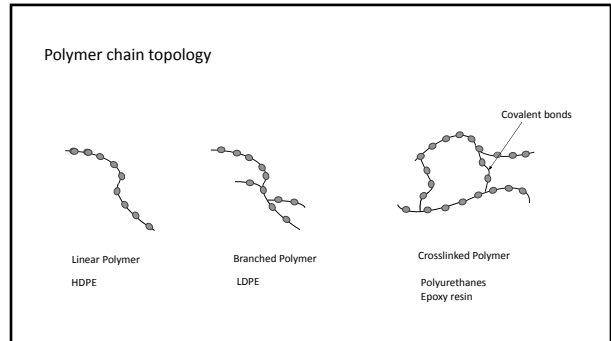 Polymer chain topology
Covalent bonds
Linear Polymer
HDPE
Branched Polymer
LDPE
Crosslinked Polymer
Polyurethanes
Epoxy resin